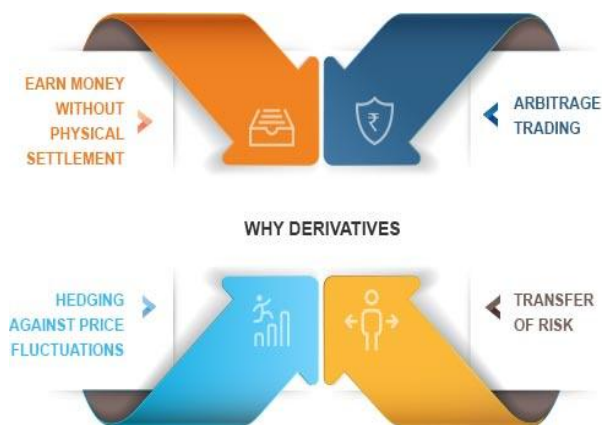 EARN MONEY
WITHOUT
PHYSICAL
SETTLEMENT
₹
ARBITRAGE
TRADING
WHY DERIVATIVES
HEDGING
AGAINST PRICE
FLUCTUATIONS
TRANSFER
OF RISK